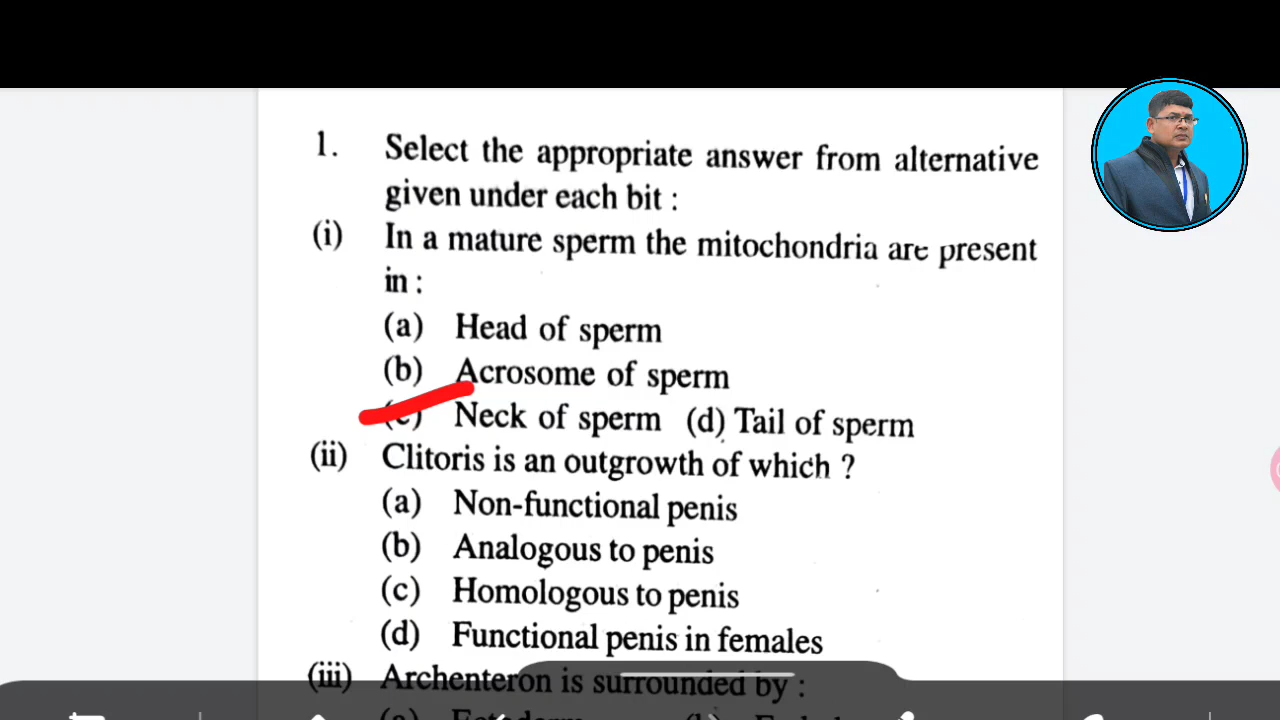 1. Select the appropriate answer from alternative
given under each bit :
(i) In a mature sperm the mitochondria are present
in :
(a) Head of sperm
(b) Acrosome of sperm
(c) Neck of sperm (d) Tail of sperm
(ii) Clitoris is an outgrowth of which ?
(a) Non-functional penis
(b) Analogous to penis
(c) Homologous to penis
(d) Functional penis in females
(iii) Archenteron is surrounded by :